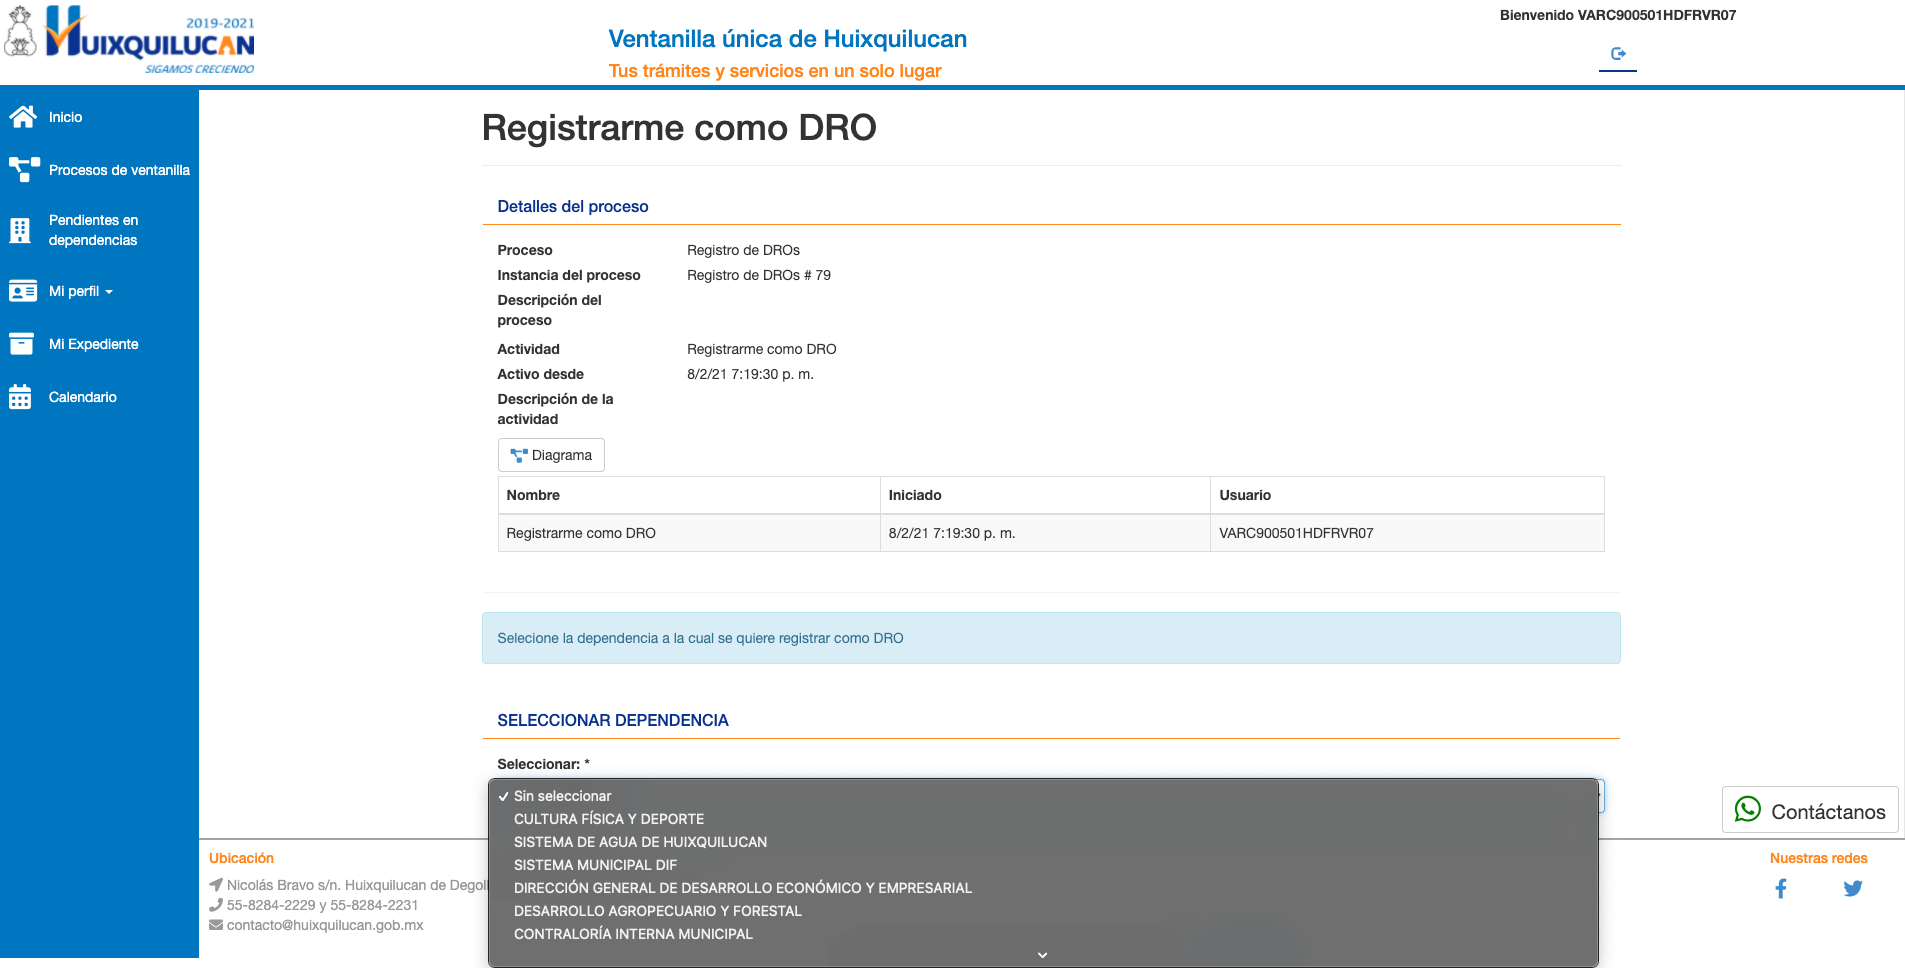 2019-2021
HUIXQUILUCAN
SIGAMOS CRECIENDO
Ventanilla única de Huixquilucan
Tus trámites y servicios en un solo lugar
Bienvenido VARC900501HDFRVR07
Inicio
Procesos de ventanilla
Pendientes en
dependencias
Mi perfil
Mi Expediente
Calendario
Registrarme como DRO
Detalles del proceso
Proceso Registro de DROs
Instancia del proceso Registro de DROs # 79
Descripción del
proceso
Actividad Registrarme como DRO
Activo desde 8/2/21 7:19:30 p. m.
Descripción de la
actividad
Diagrama
Nombre Iniciado Usuario
Registrarme como DRO 8/2/21 7:19:30 p. m. VARC900501HDFRVR07
Selecione la dependencia a la cual se quiere registrar como DRO
SELECCIONAR DEPENDENCIA
Seleccionar: *
Sin seleccionar
CULTURA FÍSICA Y DEPORTE
SISTEMA DE AGUA DE HUIXQUILUCAN
SISTEMA MUNICIPAL DIF
DIRECCIÓN GENERAL DE DESARROLLO ECONÓMICO Y EMPRESARIAL
DESARROLLO AGROPECUARIO Y FORESTAL
CONTRALORÍA INTERNA MUNICIPAL
Contáctanos
Ubicación
Nicolás Bravo s/n. Huixquilucan de Degoll
55-8284-2229 y 55-8284-2231
contacto@huixquilucan.gob.mx
Nuestras redes